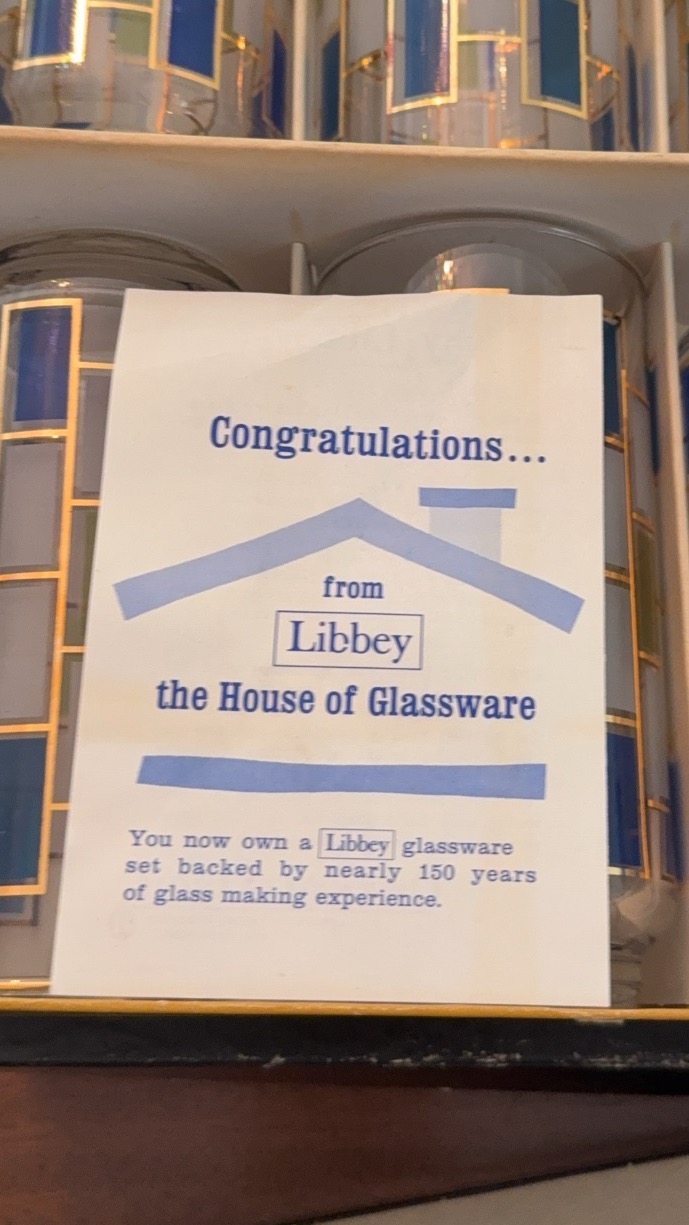 Congratulations...
from
Libbey
the House of Glassware
You now own a Libbey glassware
set backed by nearly 150 years
of glass making experience.